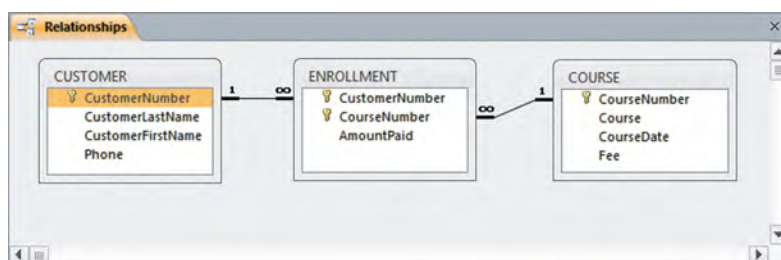 Relationships
CUSTOMER
CustomerNumber
CustomerLastName
CustomerFirstName
Phone
1
∞
ENROLLMENT
CustomerNumber
CourseNumber
AmountPaid
∞
1
COURSE
CourseNumber
Course
CourseDate
Fee